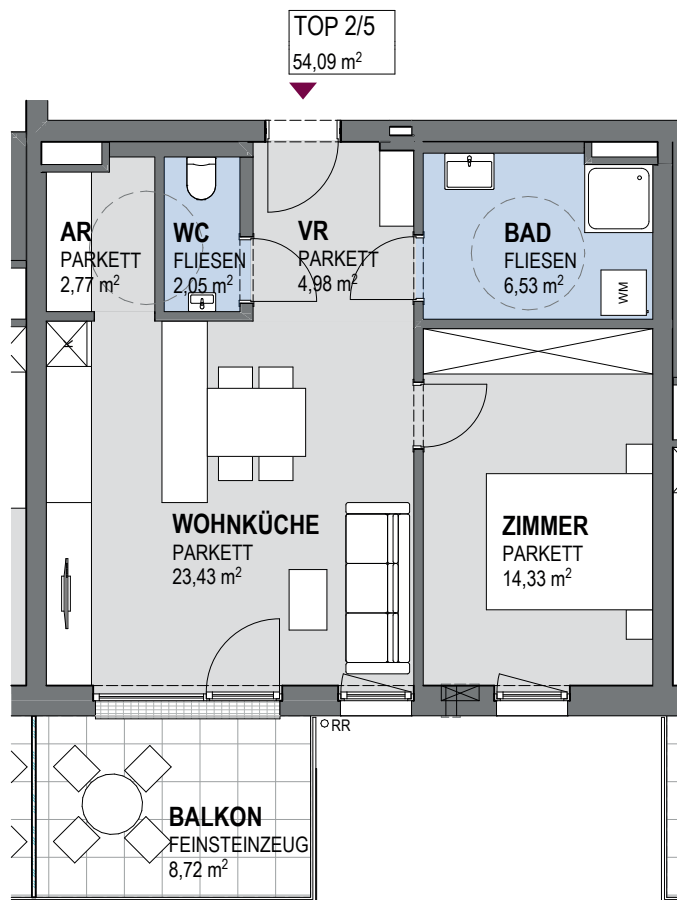 TOP 2/5
54,09 m²
AR
PARKETT
2,77 m²
WC
FLIESEN
2,05 m²
VR
PARKETT
4,98 m²
BAD
FLIESEN
6,53 m²
WM
K
WOHNKÜCHE
PARKETT
23,43 m²
ZIMMER
PARKETT
14,33 m²
RR
BALKON
FEINSTEINZEUG
8,72 m²